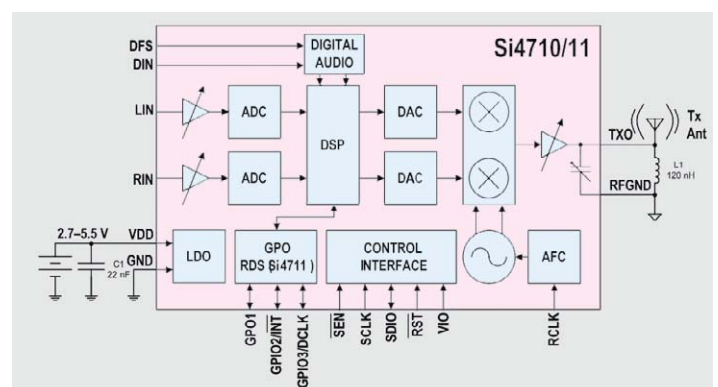 Si4710/11
DFS
DIN
DIGITAL
AUDIO
LIN
ADC
DSP
DAC
TXO
Tx
Ant
RIN
ADC
DAC
RFGND
L1
120 nH
2.7–5.5 V
VDD
GND
C1
22 nF
LDO
GPO
RDS (Si4711 )
CONTROL
INTERFACE
AFC
GPO1
GPIO2/INT
GPIO3/DCLK
SEN
SCLK
SDIO
RST
VIO
RCLK